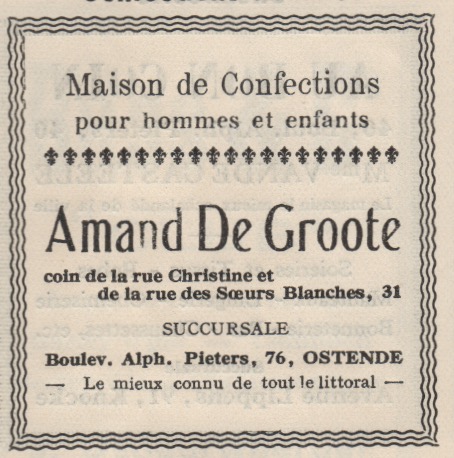 Maison de Confections
pour hommes et enfants
Amand De Groote
coin de la rue Christine et
de la rue des Sœurs Blanches, 31
SUCCURSALE
Boulev. Alph. Pieters, 76, OSTENDE
— Le mieux connu de tout le littoral —